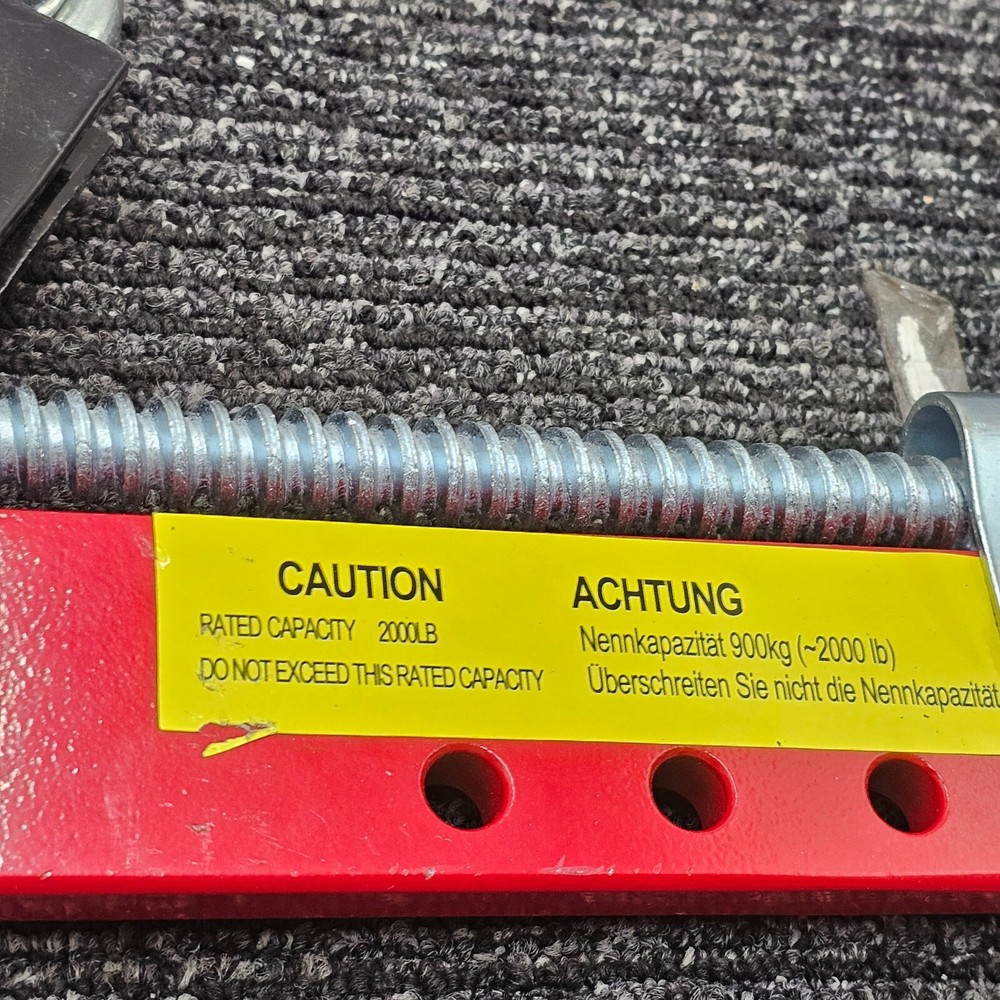 CAUTION
RATED CAPACITY 2000LB
DO NOT EXCEED THIS RATED CAPACITY
ACHTUNG
Nennkapazität 900kg (~2000 lb)
Überschreiten Sie nicht die Nennkapazität